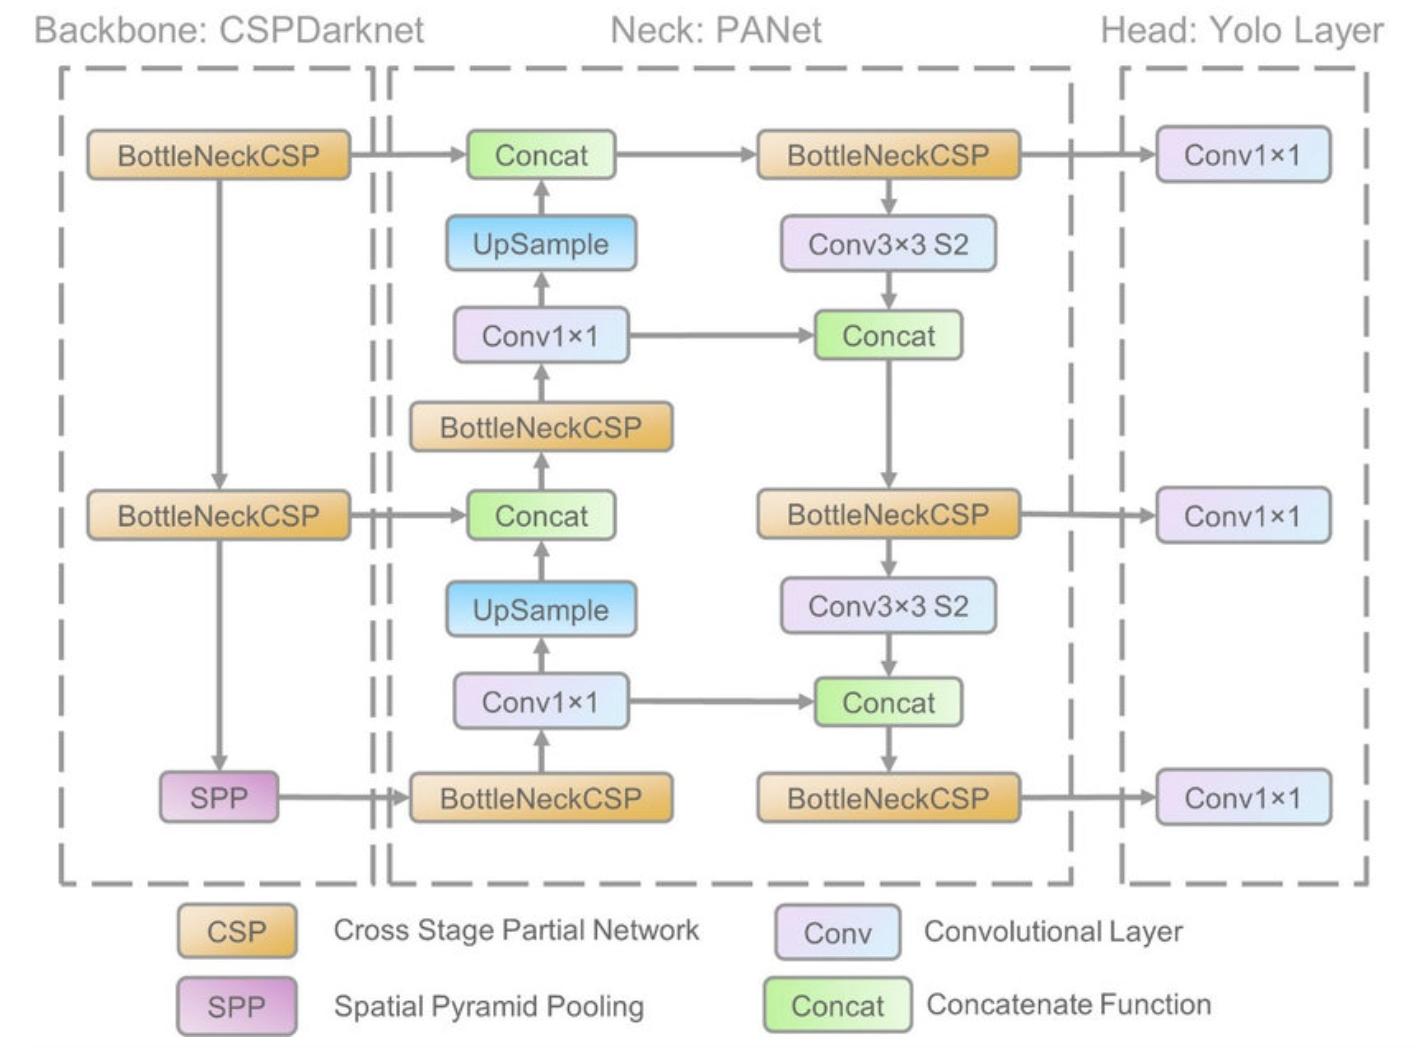 Backbone: CSPDarknet
Neck: PANet
Head: Yolo Layer
BottleNeckCSP
Concat
BottleNeckCSP
Conv1×1
UpSample
Conv3×3 S2
Conv1×1
Concat
BottleNeckCSP
BottleNeckCSP
Concat
BottleNeckCSP
Conv1×1
UpSample
Conv3×3 S2
Conv1×1
Concat
SPP
BottleNeckCSP
BottleNeckCSP
Conv1×1
CSP
Cross Stage Partial Network
Conv
Convolutional Layer
SPP
Spatial Pyramid Pooling
Concat
Concatenate Function